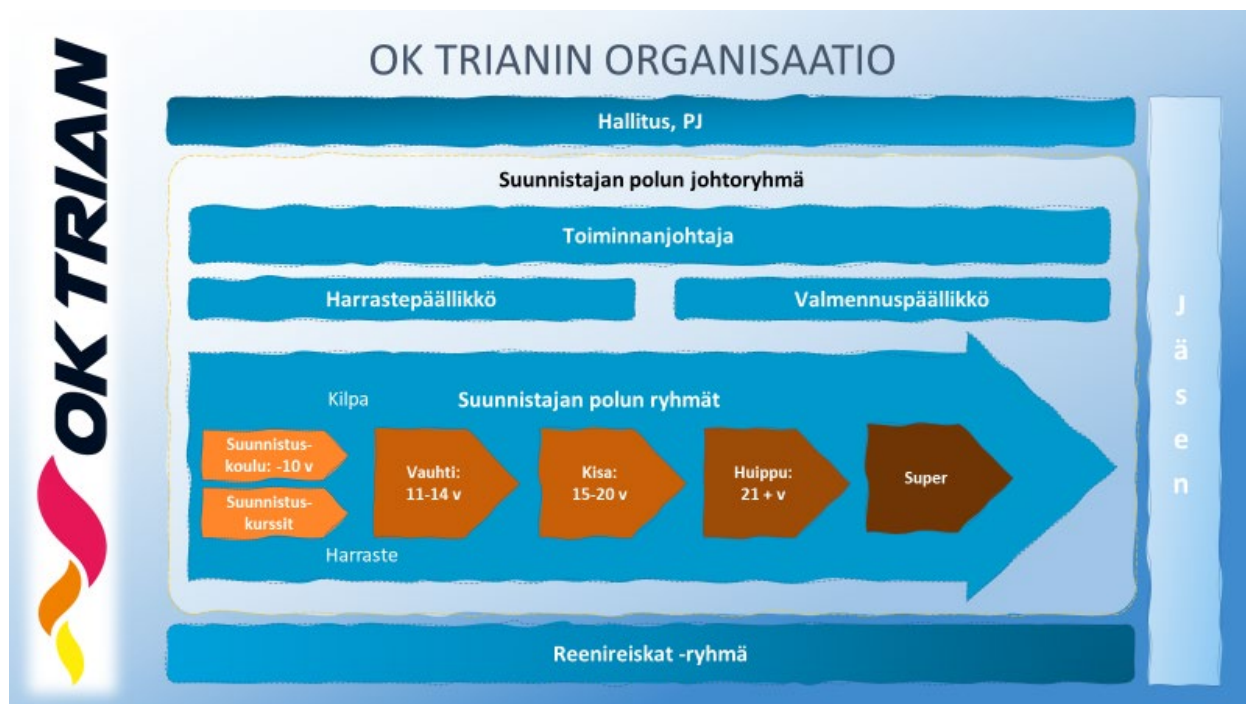 OK TRIAN
OK TRIANIN ORGANISAATIO
Hallitus, PJ
Suunnistajan polun johtoryhmä
Toiminnanjohtaja
Harrastepäällikkö
Valmennuspäällikkö
Kilpa
Suunnistajan polun ryhmät
Suunnistus-
koulu: -10 v
Suunnistus-
kurssit
Vauhti:
11-14 v
Kisa:
15-20 v
Huippu:
21 + v
Super
Harraste
Reenireiskat -ryhmä
Jäsen